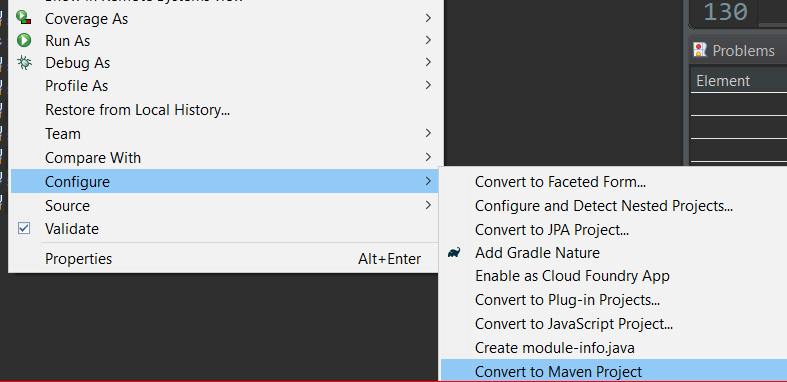 Coverage As
Run As
Debug As
Profile As
Restore from Local History...
Team
Compare With
Configure
Source
Validate
Properties Alt+Enter
Convert to Faceted Form...
Configure and Detect Nested Projects...
Convert to JPA Project...
Add Gradle Nature
Enable as Cloud Foundry App
Convert to Plug-in Projects...
Convert to JavaScript Project...
Create module-info.java
Convert to Maven Project
130
Problems
Element